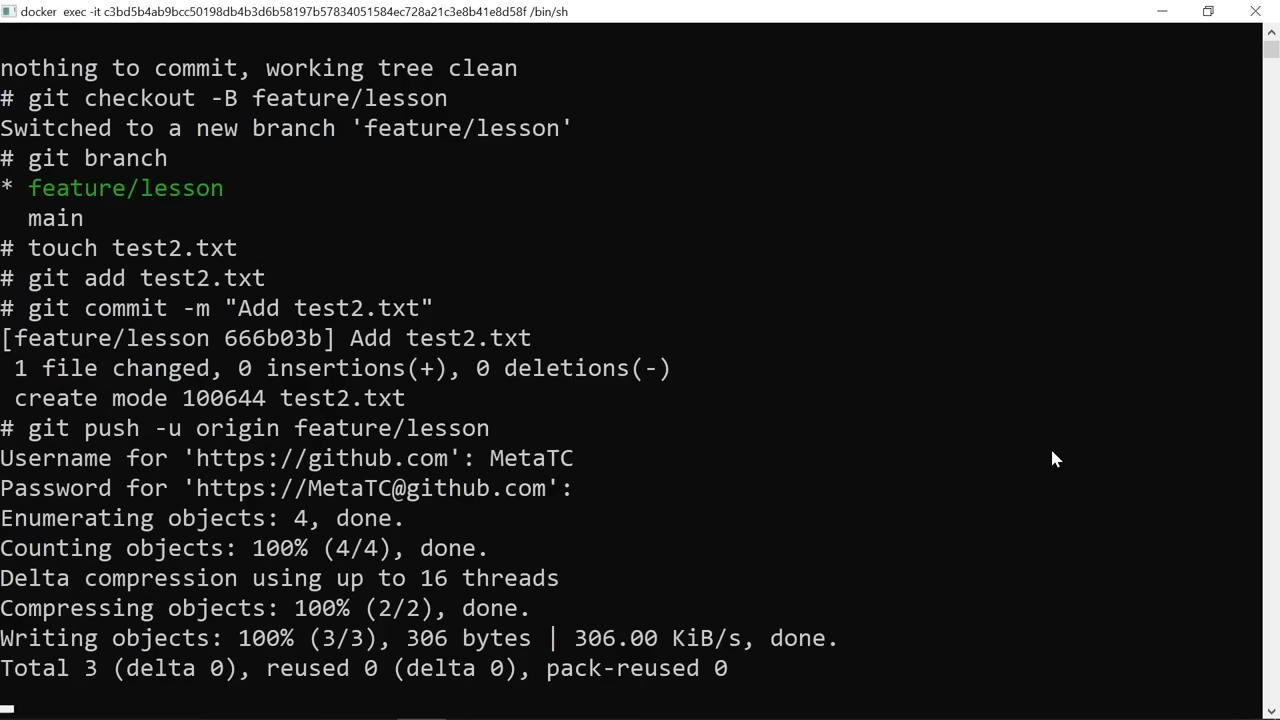 docker exec -it c3bd5b4ab9bcc50198db4b3d6b58197b57834051584ec728a21c3e8b41e8d58f /bin/sh
nothing to commit, working tree clean
# git checkout -B feature/lesson
Switched to a new branch 'feature/lesson'
# git branch
* feature/lesson
  main
# touch test2.txt
# git add test2.txt
# git commit -m "Add test2.txt"
[feature/lesson 666b03b] Add test2.txt
 1 file changed, 0 insertions(+), 0 deletions(-)
 create mode 100644 test2.txt
# git push -u origin feature/lesson
Username for 'https://github.com': MetaTC
Password for 'https://MetaTC@github.com':
Enumerating objects: 4, done.
Counting objects: 100% (4/4), done.
Delta compression using up to 16 threads
Compressing objects: 100% (2/2), done.
Writing objects: 100% (3/3), 306 bytes | 306.00 KiB/s, done.
Total 3 (delta 0), reused 0 (delta 0), pack-reused 0